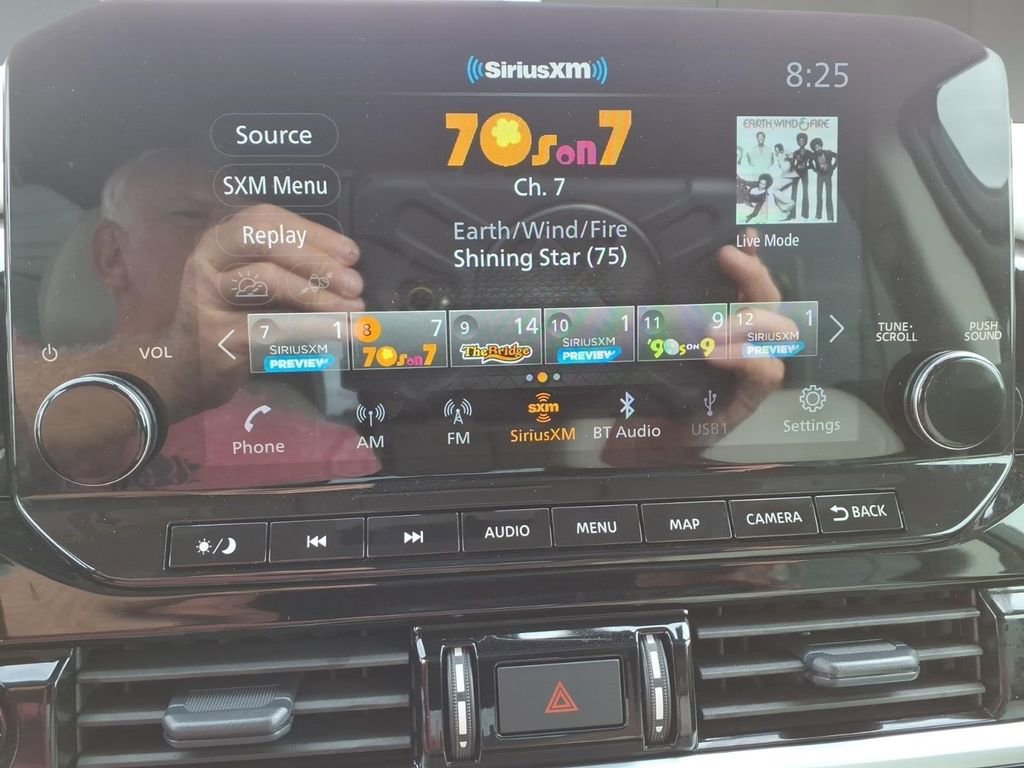 SiriusXM
8:25
Source
SXM Menu
Replay
70s on 7
Ch. 7
Earth/Wind/Fire
Shining Star (75)
EARTH, WIND & FIRE
Live Mode
7 1 SIRIUSXM PREVIEW
8 7 70s on 7
9 14 The Bridge
10 1 SIRIUSXM PREVIEW
11 9 '90s ON 9
12 1 SIRIUSXM PREVIEW
VOL
TUNE·
SCROLL
PUSH
SOUND
Phone
AM
FM
sxm
SiriusXM
BT Audio
USB1
Settings
AUDIO
MENU
MAP
CAMERA
BACK